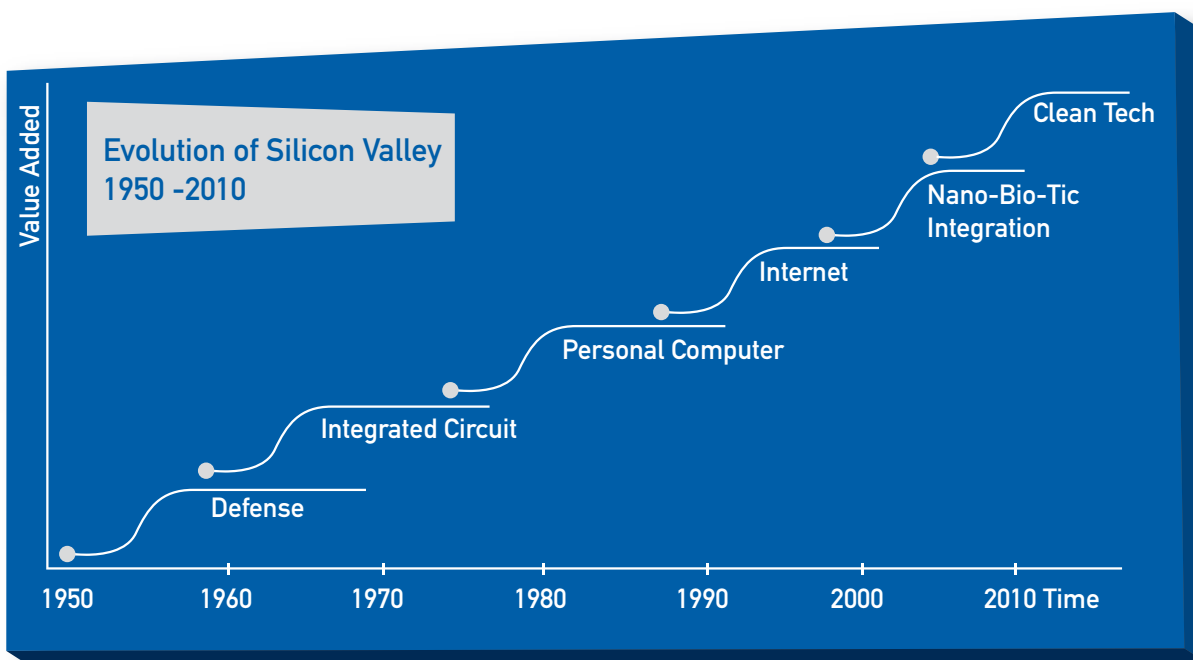 Evolution of Silicon Valley
1950 -2010
Value Added
Clean Tech
Nano-Bio-Tic
Integration
Internet
Personal Computer
Integrated Circuit
Defense
1950 1960 1970 1980 1990 2000 2010 Time